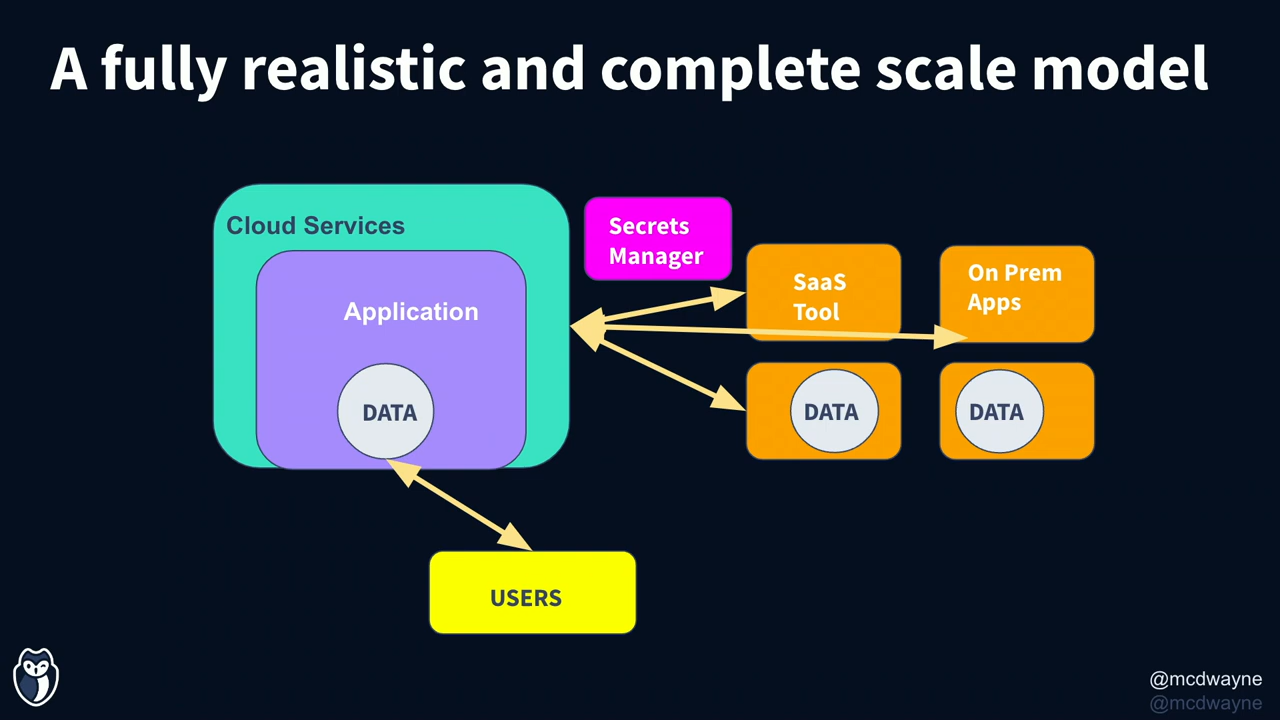 A fully realistic and complete scale model
Cloud Services
Application
DATA
Secrets
Manager
SaaS
Tool
On Prem
Apps
DATA
DATA
USERS
@mcdwayne
@mcdwayne